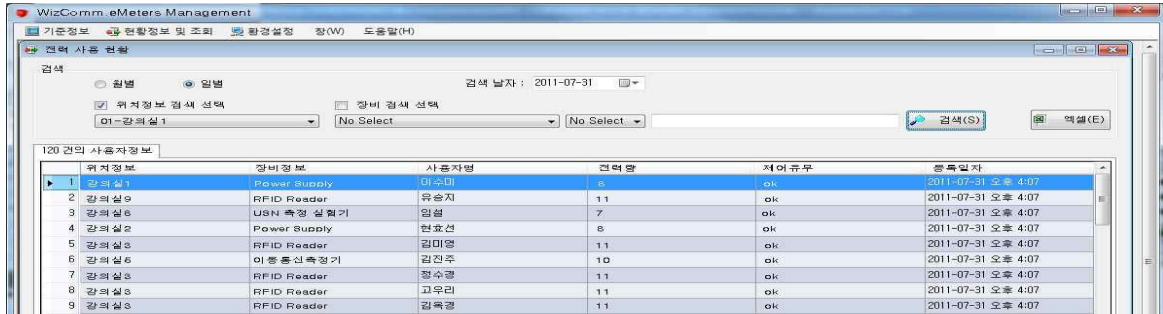 WizComm.eMeters Management
기준정보 현황정보 및 조회 환경설정 창(W) 도움말(H)
전력 사용 현황
검색
월별 일별 검색 날자 : 2011-07-31
위치정보 검색 선택 장비 검색 선택
01-강의실1 No Select No Select 검색(S) 엑셀(E)
120 건의 사용자정보
위치정보 장비정보 사용자명 전력량 제어유무 등록일자
1 강의실1 Power Supply 이수미 8 ok 2011-07-31 오후 4:07
2 강의실9 RFID Reader 유승지 11 ok 2011-07-31 오후 4:07
3 강의실6 USN 측정 실험기 임설 7 ok 2011-07-31 오후 4:07
4 강의실2 Power Supply 현효선 8 ok 2011-07-31 오후 4:07
5 강의실3 RFID Reader 김미영 11 ok 2011-07-31 오후 4:07
6 강의실6 이동통신측정기 김진주 10 ok 2011-07-31 오후 4:07
7 강의실3 RFID Reader 정수경 11 ok 2011-07-31 오후 4:07
8 강의실3 RFID Reader 고우리 11 ok 2011-07-31 오후 4:07
9 강의실3 RFID Reader 김옥경 11 ok 2011-07-31 오후 4:07